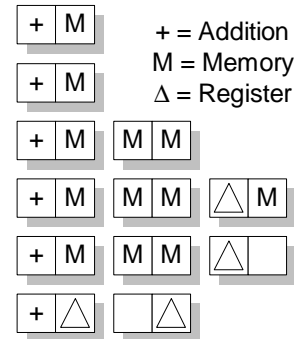 + M
+ M
+ M M M
+ M M M △ M
+ M M M △
+ △ △
+ = Addition
M = Memory
Δ = Register